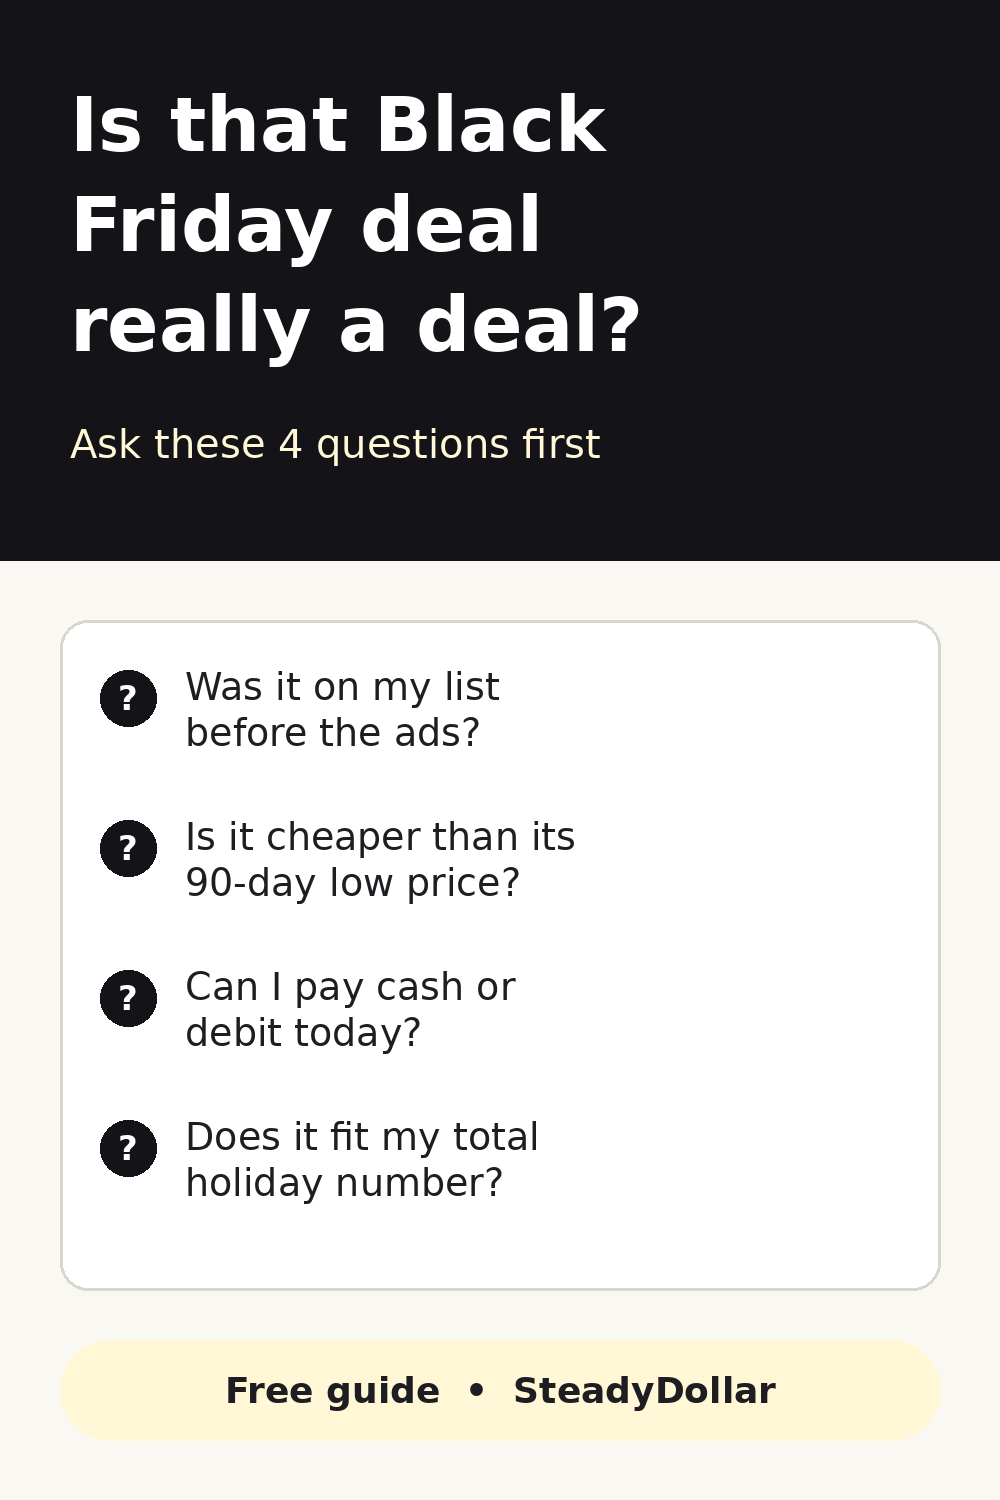 Is that Black
Friday deal
really a deal?
Ask these 4 questions first
? Was it on my list
before the ads?
? Is it cheaper than its
90-day low price?
? Can I pay cash or
debit today?
? Does it fit my total
holiday number?
Free guide • SteadyDollar